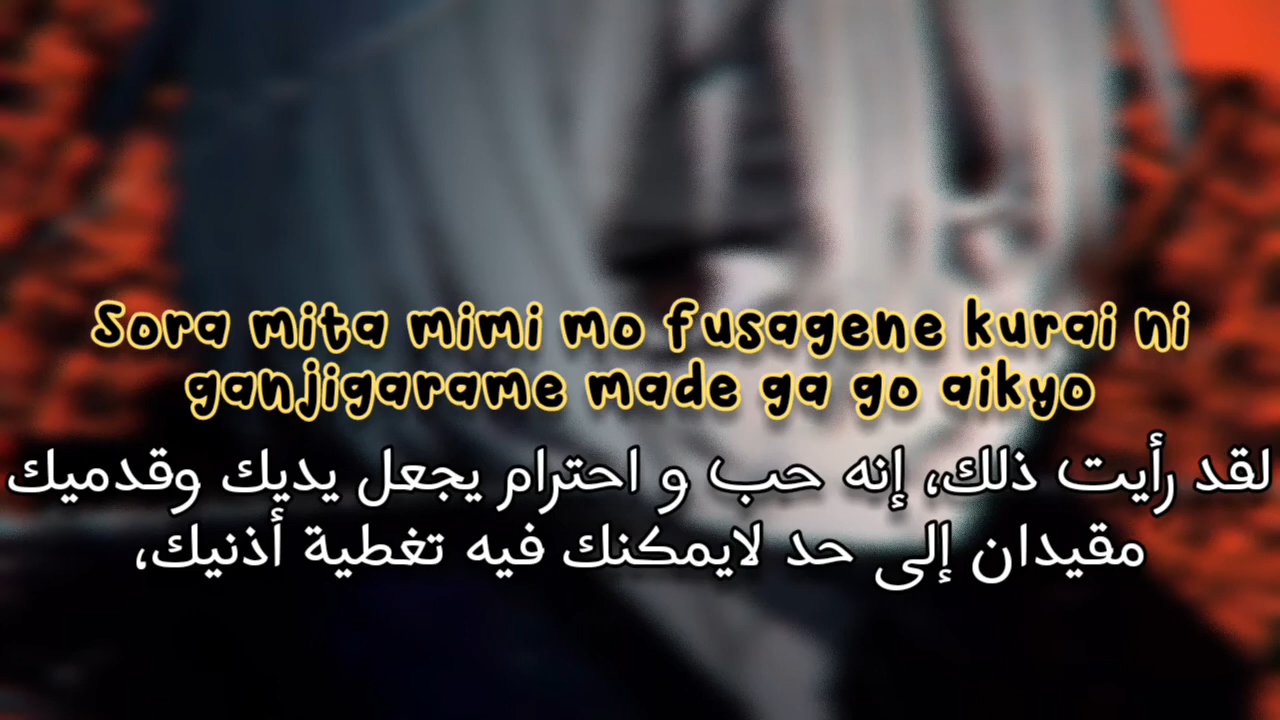 Sora mita mimi mo fusagene kurai ni
ganjigarame made ga go aikyo
لقد رأيت ذلك، إنه حب و احترام يجعل يديك وقدميك
مقيدان إلى حد لايمكنك فيه تغطية أذنيك،